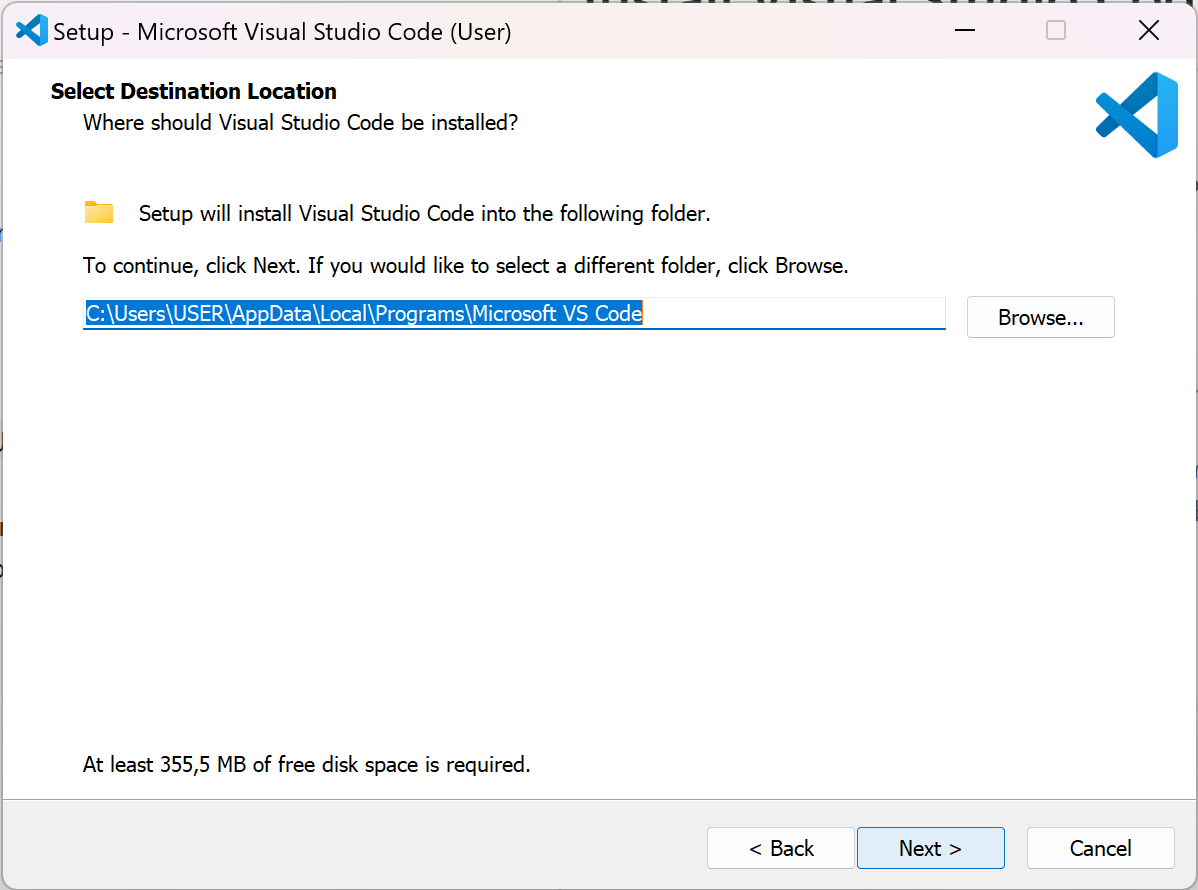 Setup - Microsoft Visual Studio Code (User)
Select Destination Location
Where should Visual Studio Code be installed?
Setup will install Visual Studio Code into the following folder.
To continue, click Next. If you would like to select a different folder, click Browse.
C:\Users\USER\AppData\Local\Programs\Microsoft VS Code
Browse...
At least 355,5 MB of free disk space is required.
< Back
Next >
Cancel